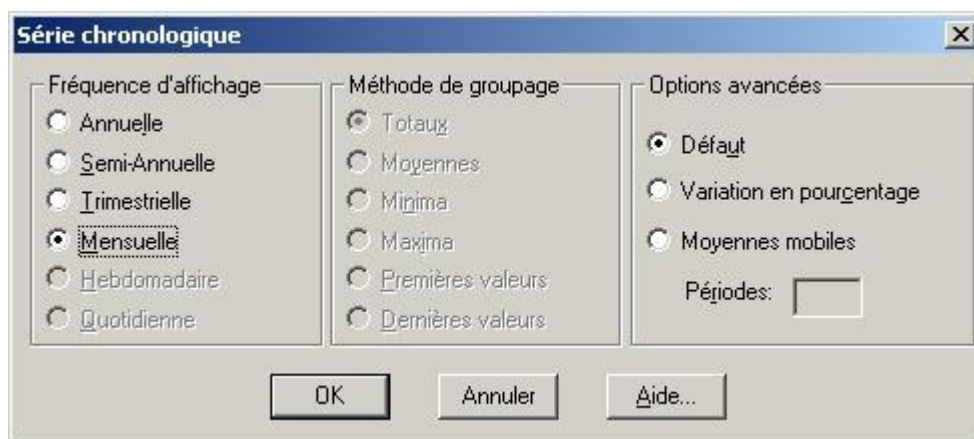 Série chronologique
Fréquence d'affichage
Annuelle
Semi-Annuelle
Trimestrielle
Mensuelle
Hebdomadaire
Quotidienne
Méthode de groupage
Totaux
Moyennes
Minima
Maxima
Premières valeurs
Dernières valeurs
Options avancées
Défaut
Variation en pourcentage
Moyennes mobiles
Périodes:
OK
Annuler
Aide...